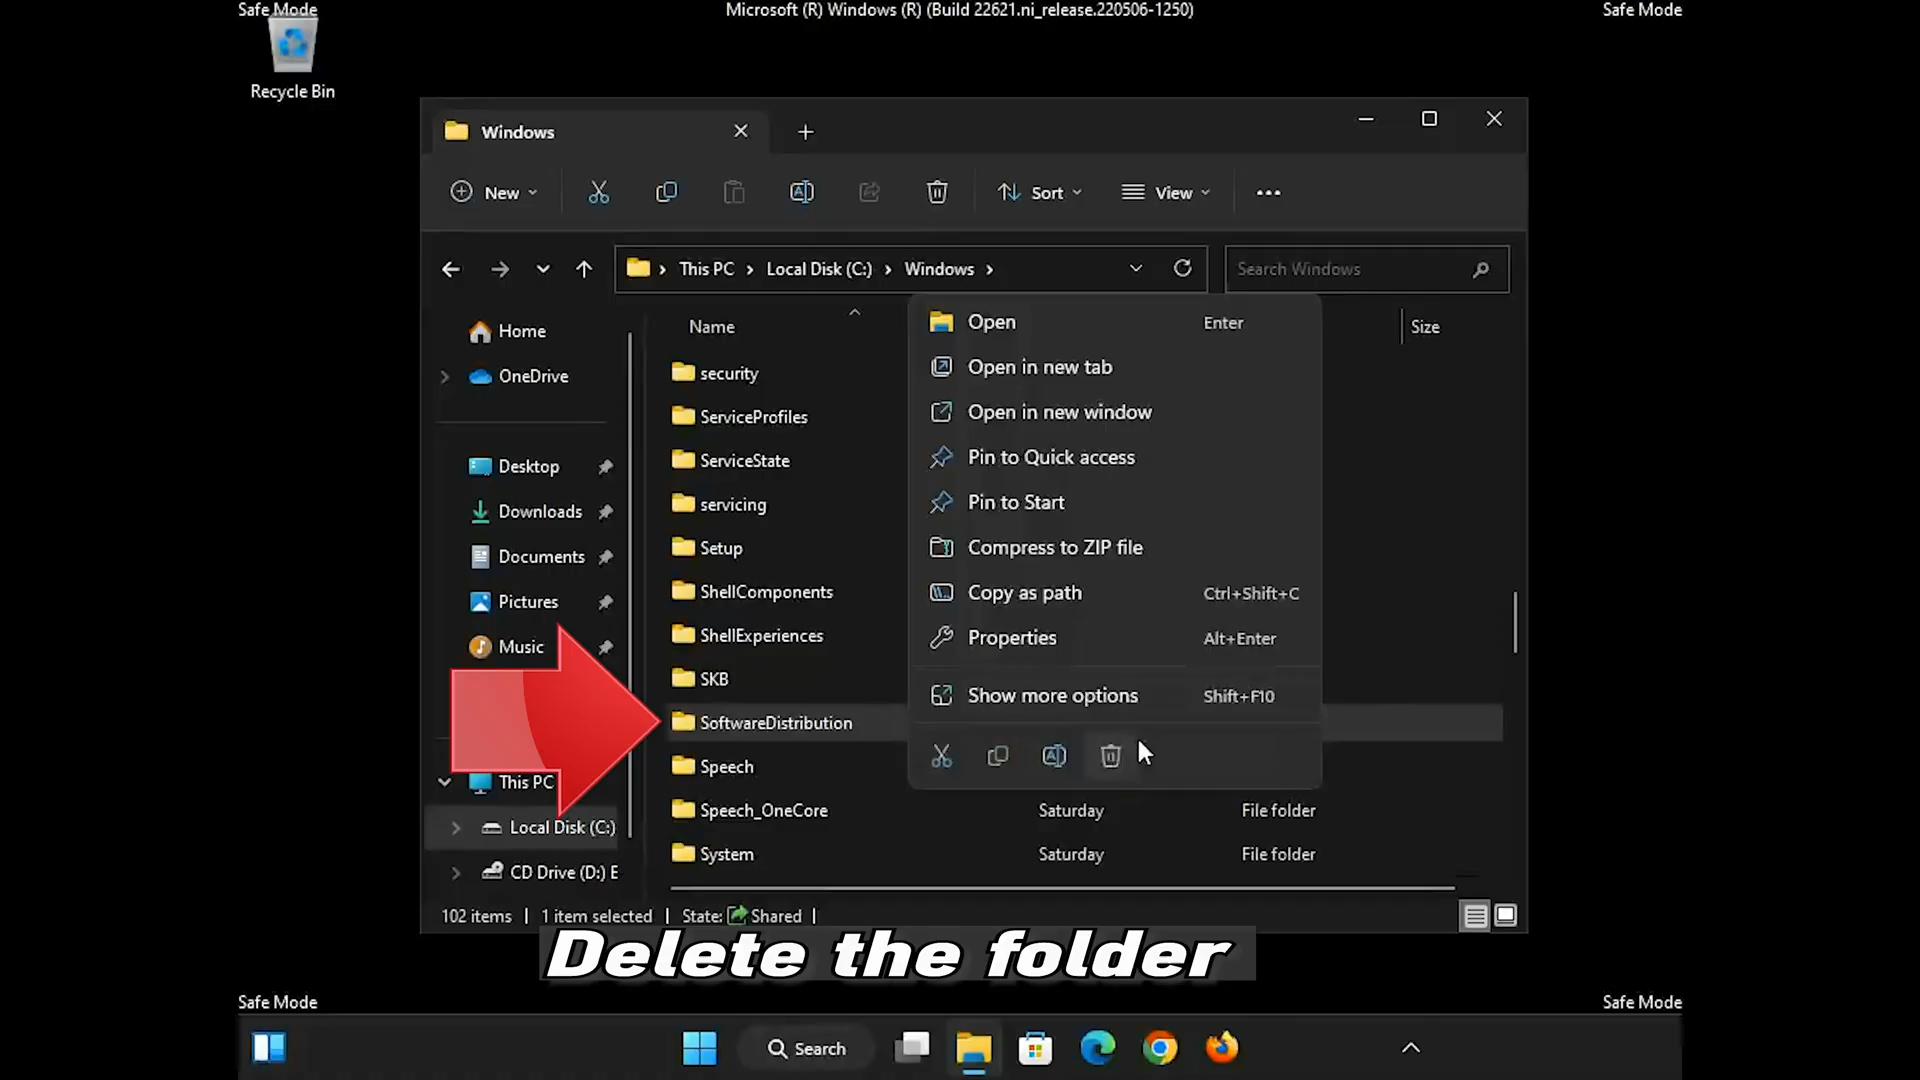 Safe Mode
Microsoft (R) Windows (R) (Build 22621.ni_release.220506-1250)
Safe Mode
Recycle Bin
Windows
New
Sort
View
This PC
Local Disk (C:)
Windows
Search Windows
Home
OneDrive
Desktop
Downloads
Documents
Pictures
Music
This PC
Local Disk (C:)
CD Drive (D:) E
Name
Size
security
ServiceProfiles
ServiceState
servicing
Setup
ShellComponents
ShellExperiences
SKB
SoftwareDistribution
Speech
Speech_OneCore Saturday File folder
System Saturday File folder
Open Enter
Open in new tab
Open in new window
Pin to Quick access
Pin to Start
Compress to ZIP file
Copy as path Ctrl+Shift+C
Properties Alt+Enter
Show more options Shift+F10
102 items | 1 item selected | State: Shared |
Delete the folder
Safe Mode
Safe Mode
Search